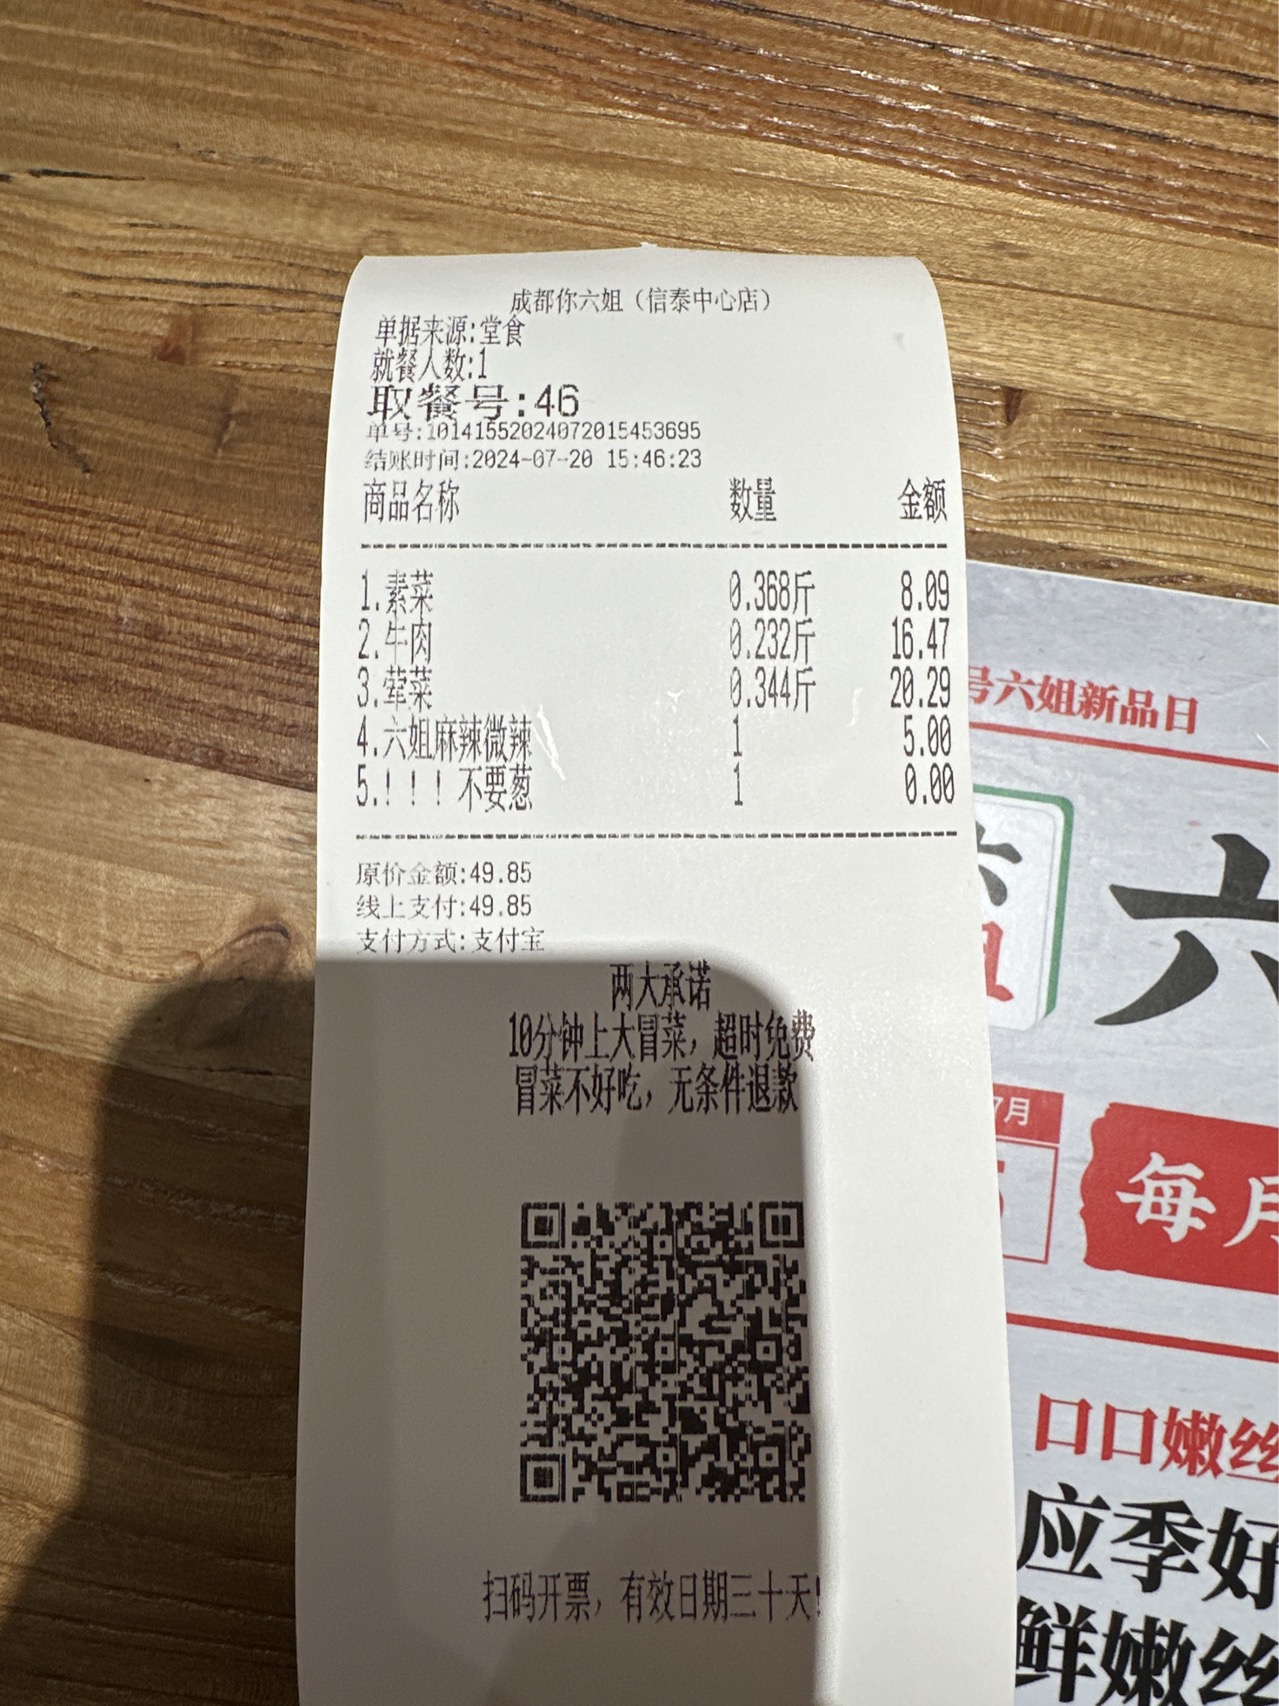 成都你六姐（信泰中心店）
单据来源:堂食
就餐人数:1
取餐号:46
单号:10141552024072015453695
结账时间:2024-07-20 15:46:23
商品名称 数量 金额
1.素菜 0.368斤 8.09
2.牛肉 0.232斤 16.47
3.荤菜 0.344斤 20.29
4.六姐麻辣微辣 1 5.00
5.！！！不要葱 1 0.00
原价金额:49.85
线上支付:49.85
支付方式:支付宝
两大承诺
10分钟上大冒菜，超时免费
冒菜不好吃，无条件退款
扫码开票，有效日期三十天!
号六姐新品日
六
7月
每月
口口嫩丝
应季好
鲜嫩丝